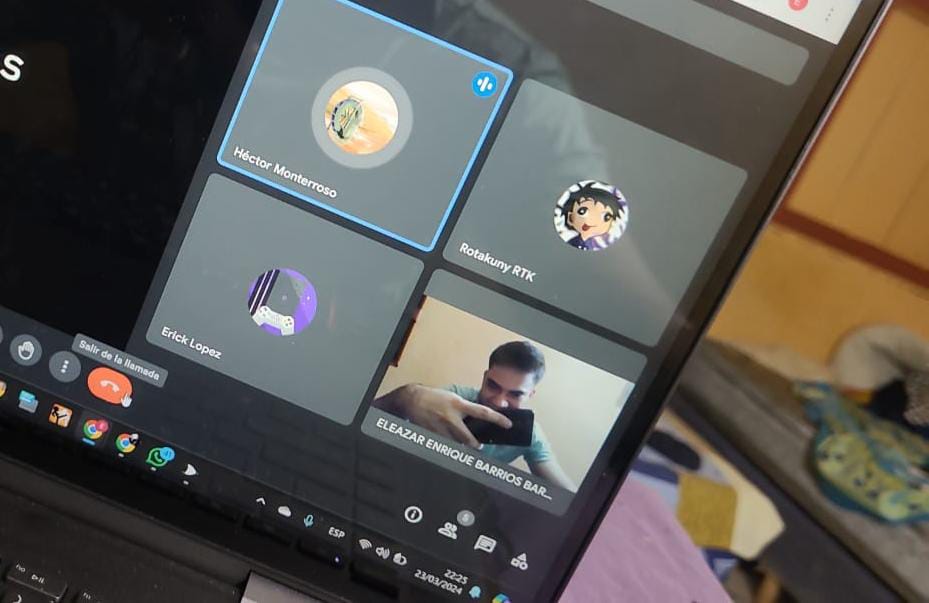 s
Héctor Monterroso
Rotakuny RTK
Erick Lopez
ELEAZAR ENRIQUE BARRIOS BAR...
Salir de la llamada
5
ESP
22:25
23/03/2024